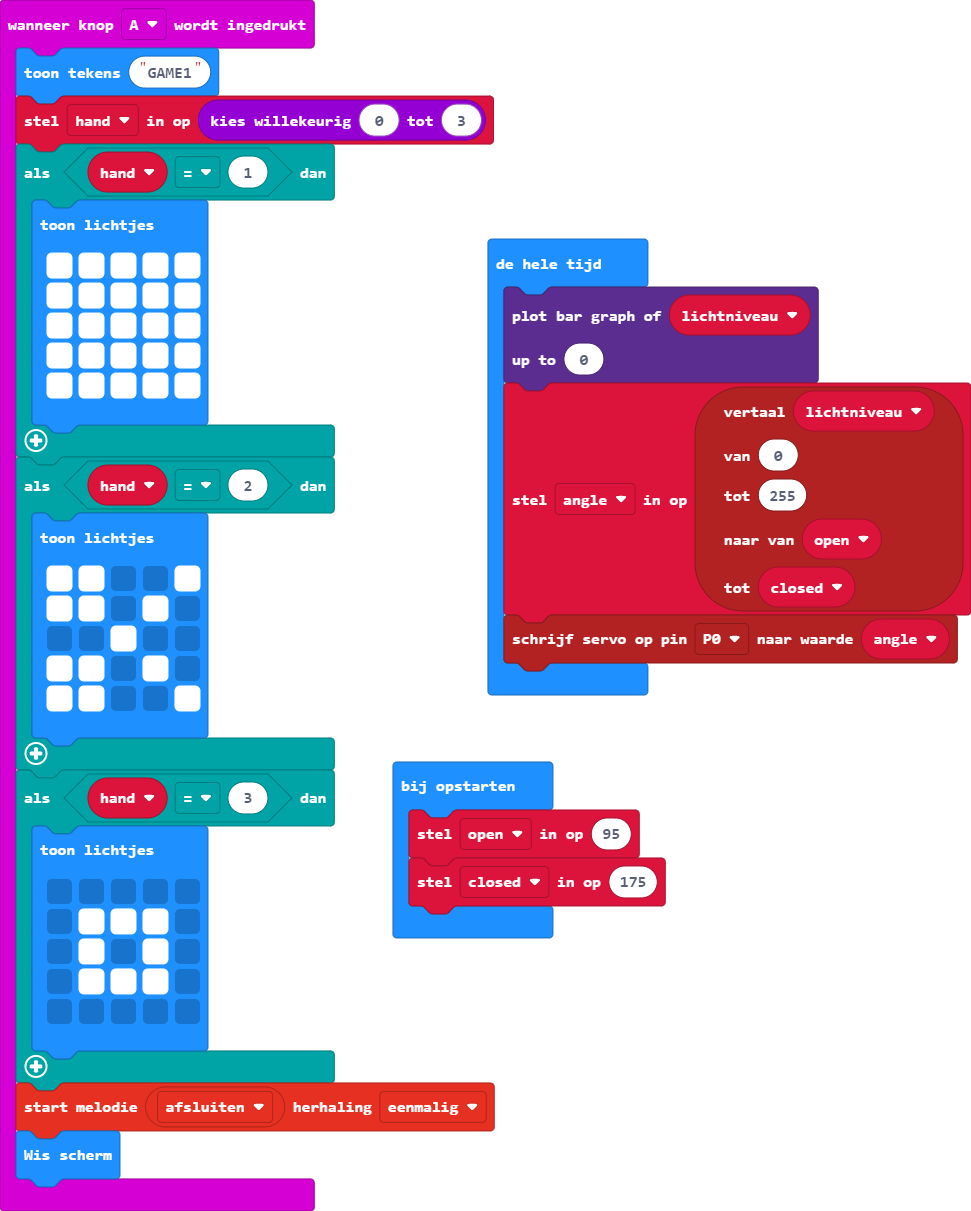 wanneer knop A wordt ingedrukt
toon tekens "GAME1"
stel hand in op kies willekeurig 0 tot 3
als hand = 1 dan
toon lichtjes
als hand = 2 dan
toon lichtjes
als hand = 3 dan
toon lichtjes
start melodie afsluiten herhaling eenmalig
Wis scherm
de hele tijd
plot bar graph of lichtniveau
up to 0
stel angle in op
vertaal lichtniveau
van 0
tot 255
naar van open
tot closed
schrijf servo op pin P0 naar waarde angle
bij opstarten
stel open in op 95
stel closed in op 175